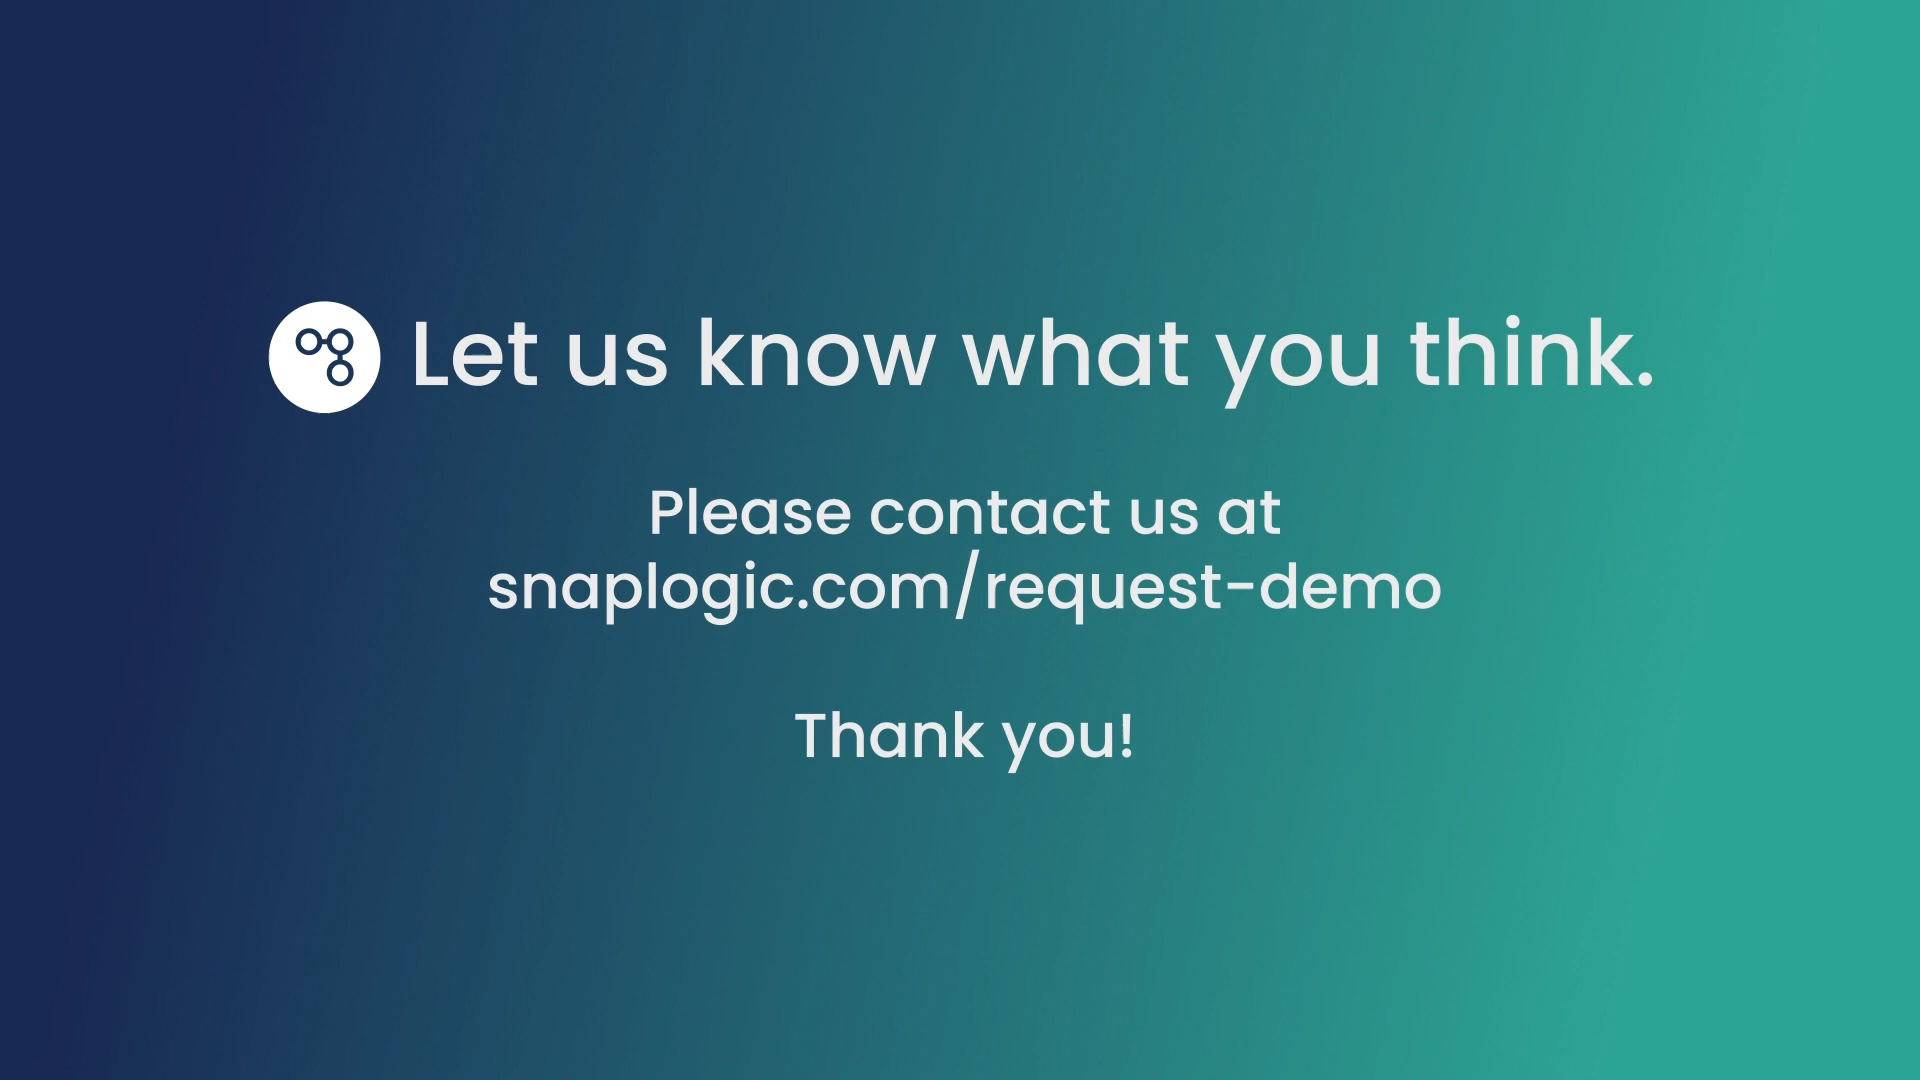 Let us know what you think.
Please contact us at
snaplogic.com/request-demo
Thank you!